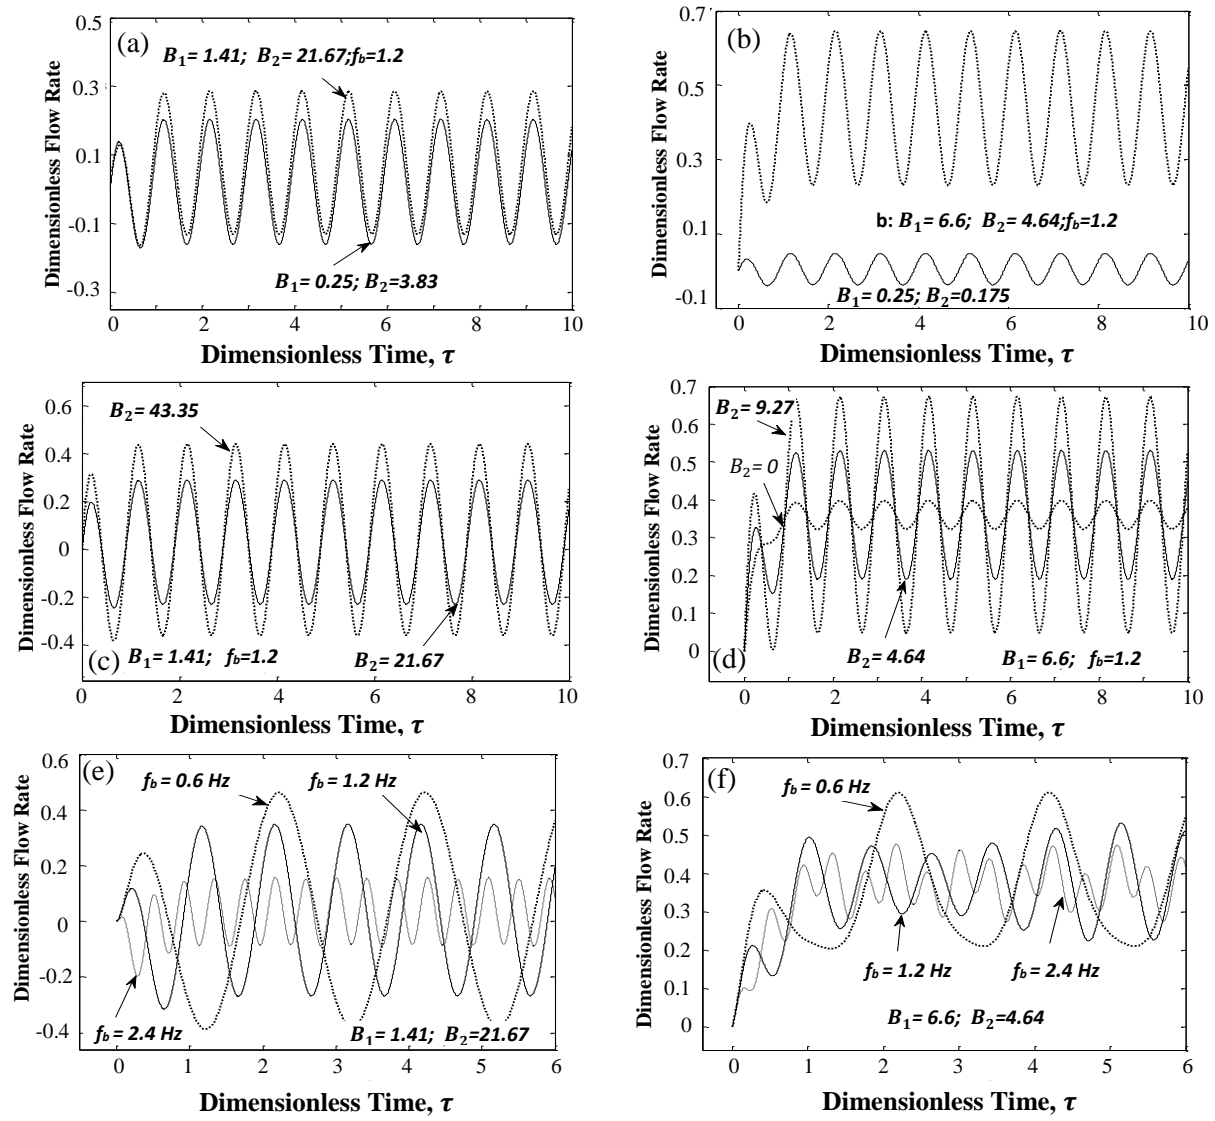 (a)
B₁= 1.41; B₂= 21.67;fb=1.2
B₁= 0.25; B₂=3.83
0.5
0.3
0.1
-0.1
-0.3
0 2 4 6 8 10
Dimensionless Flow Rate
Dimensionless Time, τ
(b)
b: B₁= 6.6; B₂= 4.64;fb=1.2
B₁= 0.25; B₂=0.175
0.7
0.5
0.3
0.1
-0.1
0 2 4 6 8 10
Dimensionless Flow Rate
Dimensionless Time, τ
B₂= 43.35
(c)
B₁= 1.41; fb=1.2
B₂= 21.67
0.6
0.4
0.2
0
-0.2
-0.4
0 2 4 6 8 10
Dimensionless Flow Rate
Dimensionless Time, τ
B₂= 9.27
B₂= 0
(d)
B₂= 4.64
B₁= 6.6; fb=1.2
0.7
0.6
0.5
0.4
0.3
0.2
0.1
0
0 2 4 6 8 10
Dimensionless Flow Rate
Dimensionless Time, τ
(e)
fb= 0.6 Hz
fb= 1.2 Hz
fb= 2.4 Hz
B₁= 1.41; B₂=21.67
0.6
0.4
0.2
0
-0.2
-0.4
0 1 2 3 4 5 6
Dimensionless Flow Rate
Dimensionless Time, τ
(f)
fb= 0.6 Hz
fb= 1.2 Hz
fb= 2.4 Hz
B₁= 6.6; B₂=4.64
0.7
0.6
0.5
0.4
0.3
0.2
0.1
0
0 1 2 3 4 5 6
Dimensionless Flow Rate
Dimensionless Time, τ